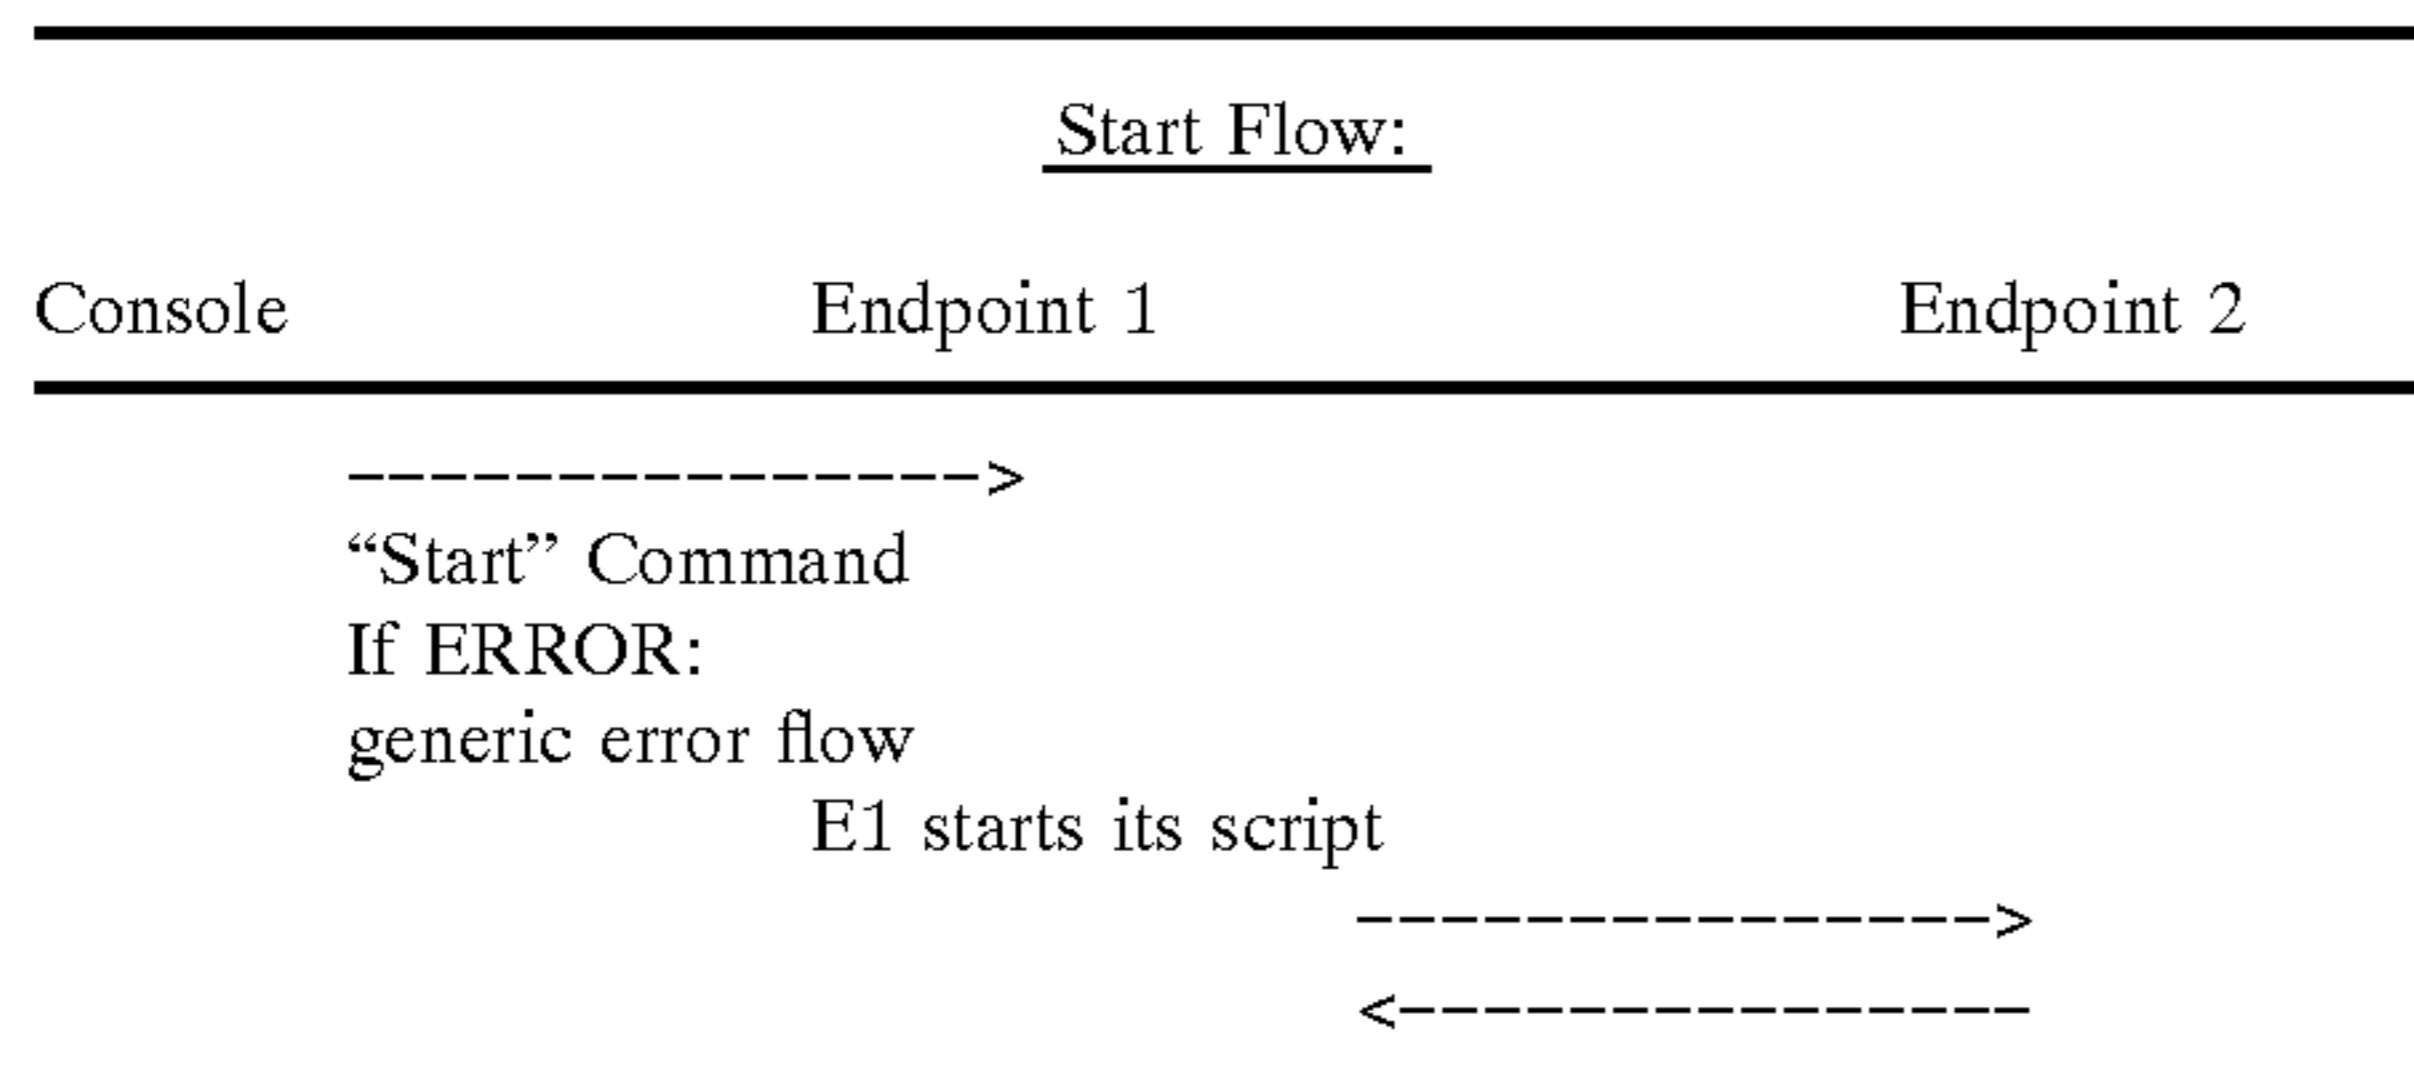 Start Flow:
Console Endpoint 1 Endpoint 2
--------------->
“Start” Command
If ERROR:
generic error flow
E1 starts its script
--------------->
<---------------